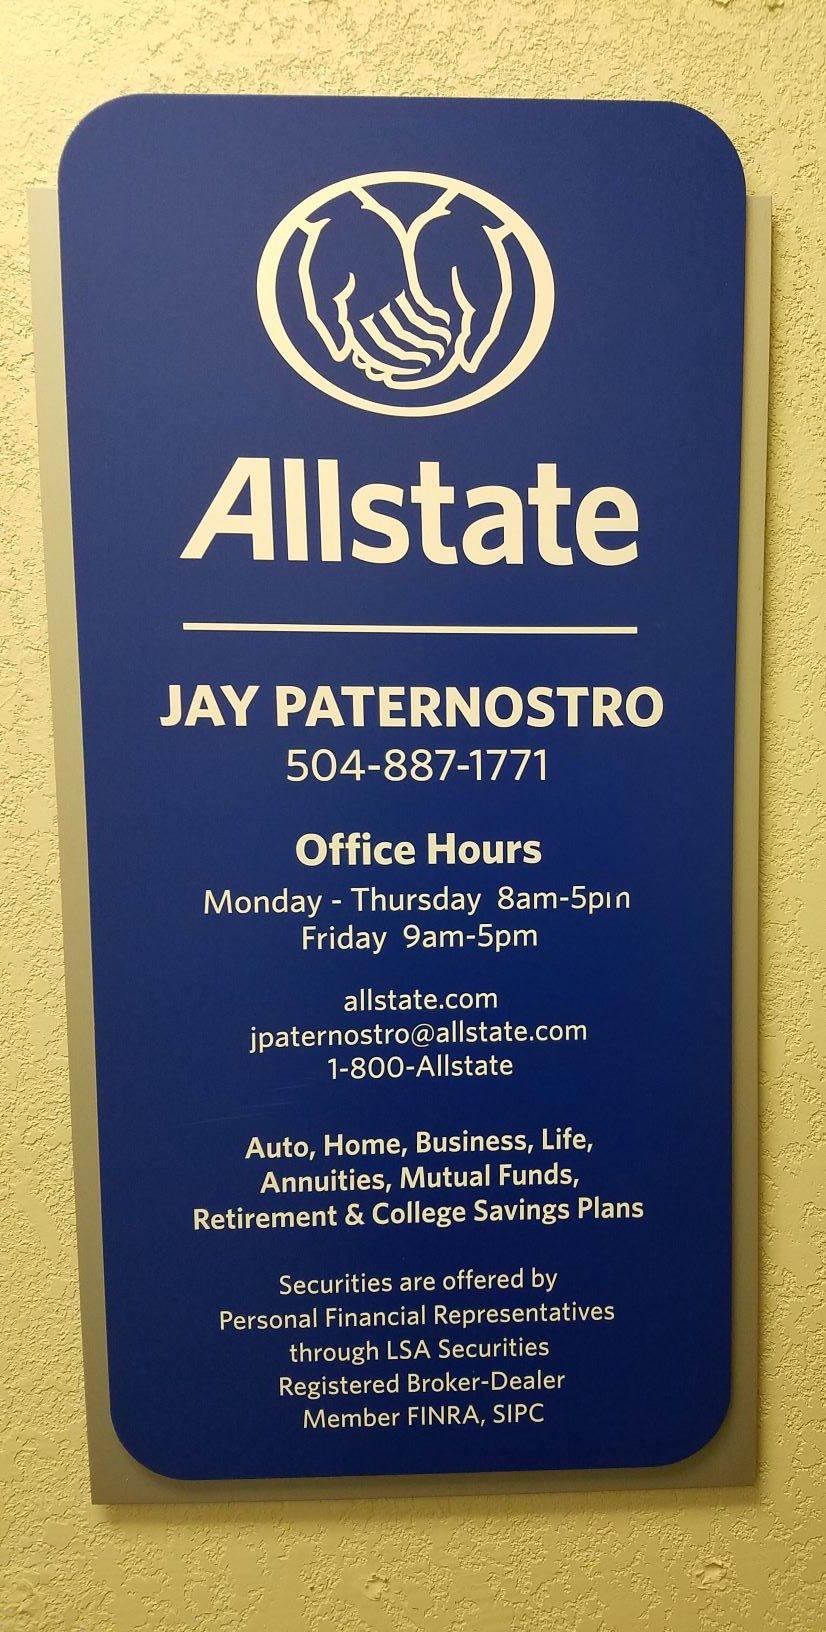 Allstate
JAY PATERNOSTRO
504-887-1771
Office Hours
Monday - Thursday 8am-5pm
Friday 9am-5pm
allstate.com
jpaternostro@allstate.com
1-800-Allstate
Auto, Home, Business, Life,
Annuities, Mutual Funds,
Retirement & College Savings Plans
Securities are offered by
Personal Financial Representatives
through LSA Securities
Registered Broker-Dealer
Member FINRA, SIPC